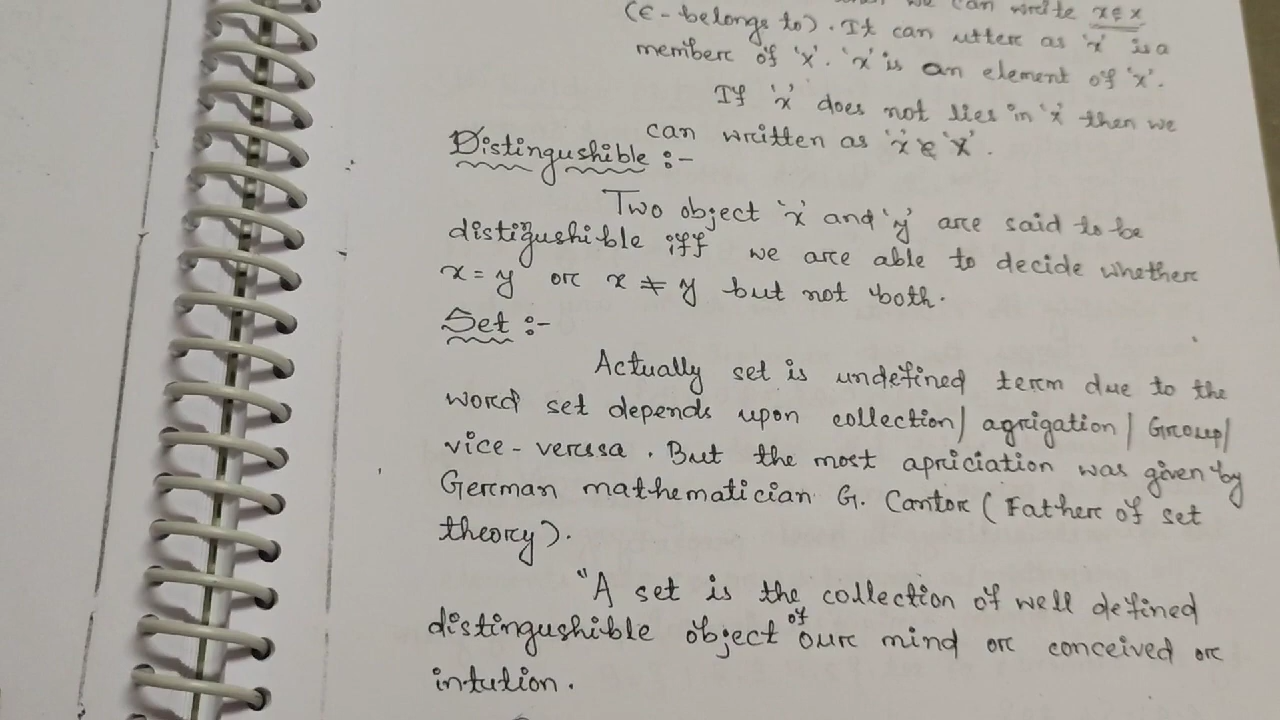 we can write x ∈ X
(∈ - belongs to). It can utter as 'x' is a
member of 'X'. 'x' is an element of 'X'.
If 'x' does not lies in 'X' then we
can written as 'x' ∉ 'X'.
Distingushible :-
Two object 'x' and 'y' are said to be
distigushible iff we are able to decide whether
x = y or x ≠ y but not both.
Set :-
Actually set is undefined term due to the
word set depends upon collection/ agrigation / Group/
vice-verssa. But the most apriciation was given by
German mathematician G. Cantor (Father of set
theory).
"A set is the collection of well defined
distingushible object of our mind or conceived or
intution.